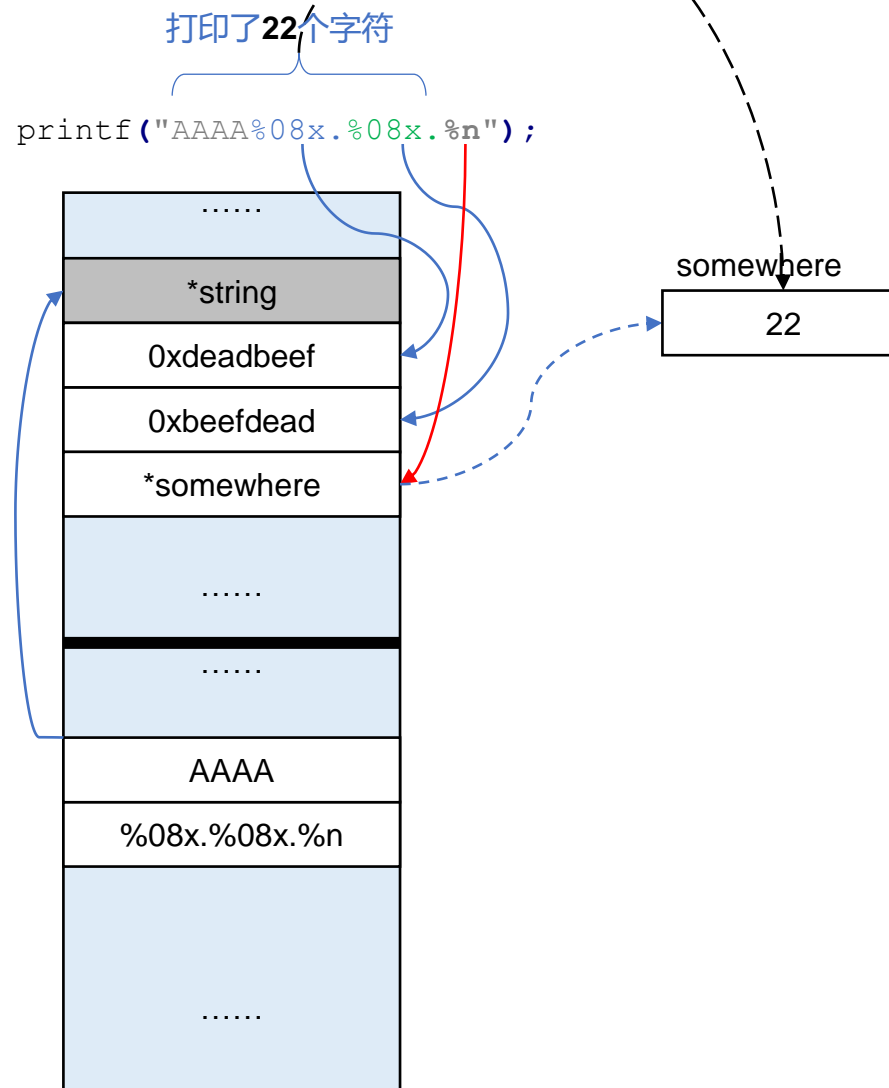 打印了22个字符
printf("AAAA%08x.%08x.%n");
......
*string
somewhere
22
0xdeadbeef
0xbeefdead
*somewhere
......
......
AAAA
%08x.%08x.%n
......